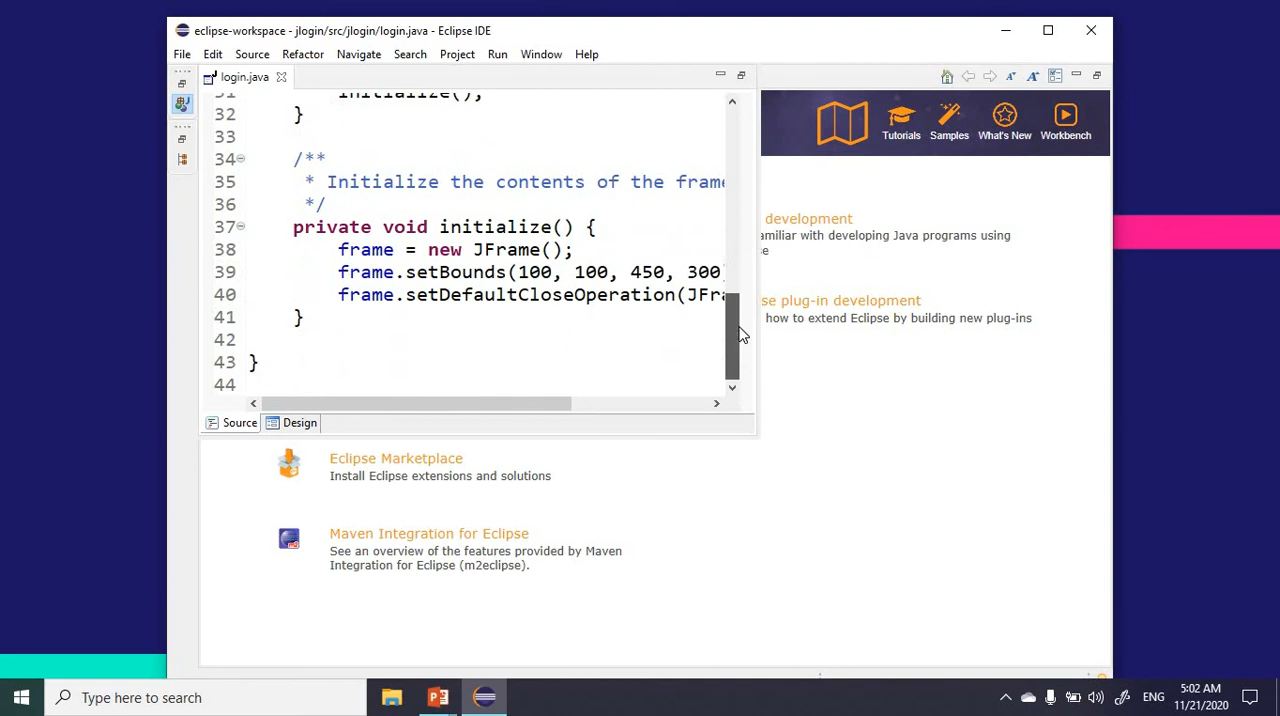 eclipse-workspace - jlogin/src/jlogin/login.java - Eclipse IDE
File Edit Source Refactor Navigate Search Project Run Window Help
login.java
31 initialize();
32 }
33
34 /**
35 * Initialize the contents of the frame
36 */
37 private void initialize() {
38 frame = new JFrame();
39 frame.setBounds(100, 100, 450, 300)
40 frame.setDefaultCloseOperation(JFra
41 }
42
43 }
44
Source Design
Tutorials Samples What's New Workbench
development
amiliar with developing Java programs using
se
se plug-in development
how to extend Eclipse by building new plug-ins
Eclipse Marketplace
Install Eclipse extensions and solutions
Maven Integration for Eclipse
See an overview of the features provided by Maven
Integration for Eclipse (m2eclipse).
Type here to search
ENG
5:02 AM
11/21/2020